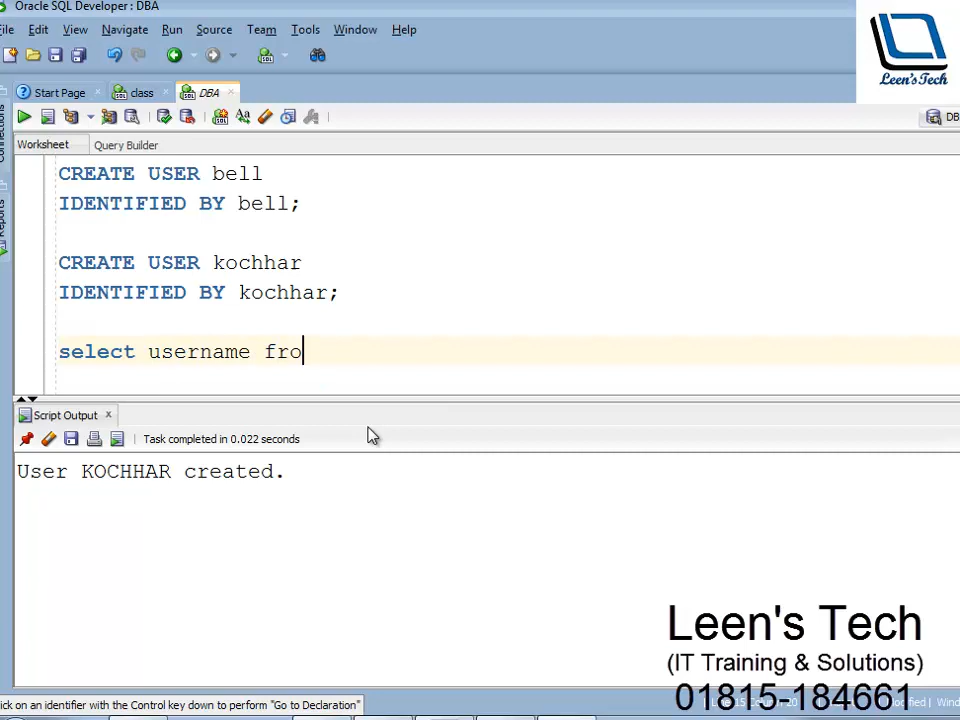 Oracle SQL Developer : DBA
File Edit View Navigate Run Source Team Tools Window Help
Leen'sTech
Start Page class DBA
Connections
Worksheet Query Builder
Reports
CREATE USER bell
IDENTIFIED BY bell;
CREATE USER kochhar
IDENTIFIED BY kochhar;
select username fro
Script Output
Task completed in 0.022 seconds
User KOCHHAR created.
Leen's Tech
(IT Training & Solutions)
01815-184661
ick on an identifier with the Control key down to perform "Go to Declaration"